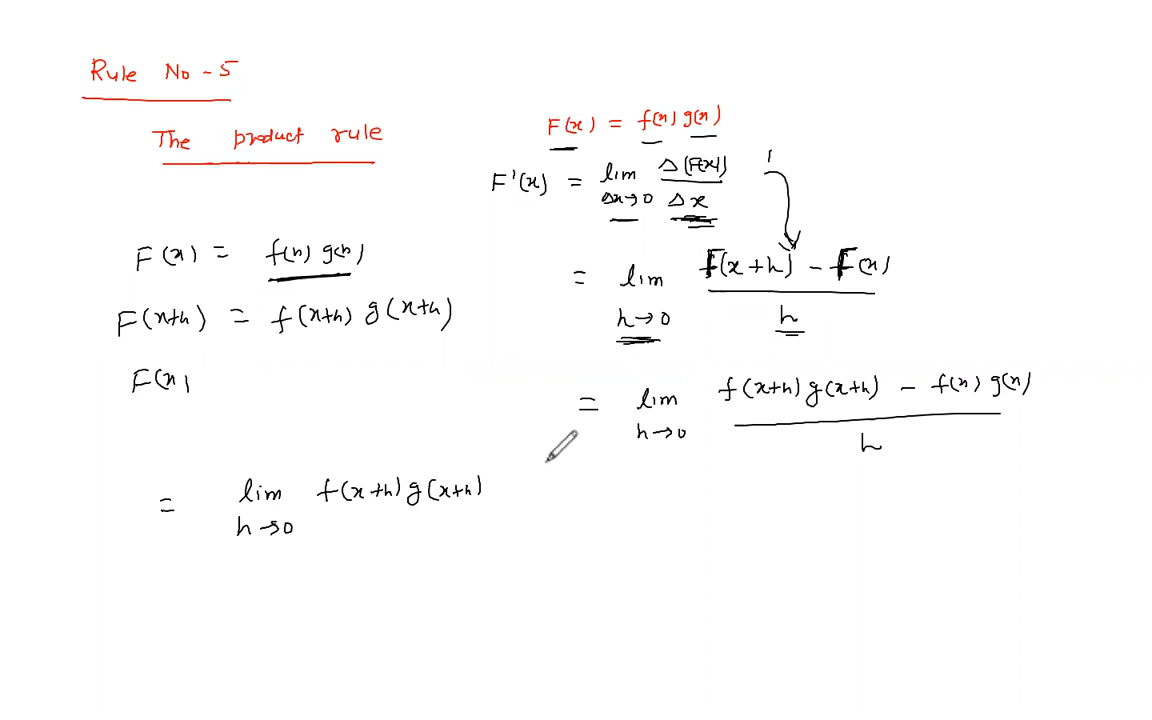 Rule No - 5
The product rule
F(x) = f(x) g(x)
F'(x) = lim Δ(F(x))
Δx→0 Δx
F(x) = f(x) g(x)
= lim F(x+h) - F(x)
h→0 h
F(x+h) = f(x+h) g(x+h)
F(x)
= lim f(x+h) g(x+h) - f(x) g(x)
h→0 h
= lim f(x+h) g(x+h)
h→0